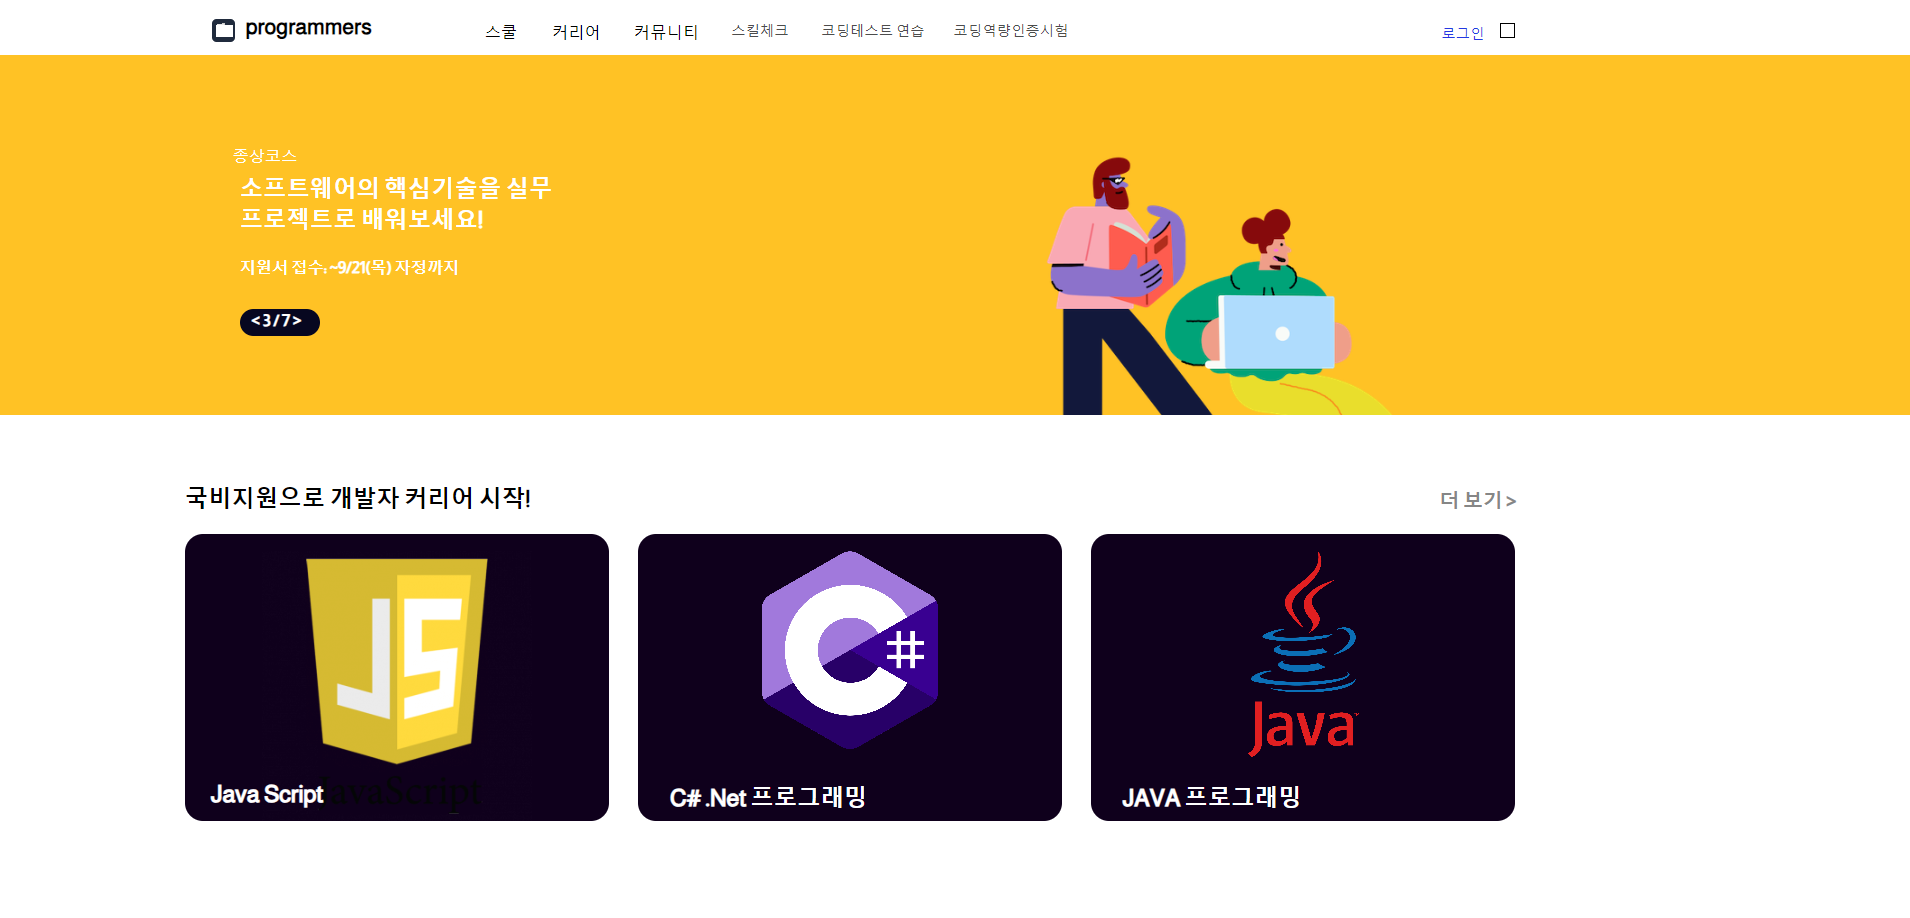 programmers 스쿨 커리어 커뮤니티 스킬체크 코딩테스트 연습 코딩역량인증시험 로그인
종상코스
소프트웨어의 핵심기술을 실무
프로젝트로 배워보세요!
지원서 접수: ~9/21(목) 자정까지
<3/7>
국비지원으로 개발자 커리어 시작! 더 보기 >
JS
C#
Java
JavaScript
Java Script
C# .Net 프로그래밍
JAVA 프로그래밍